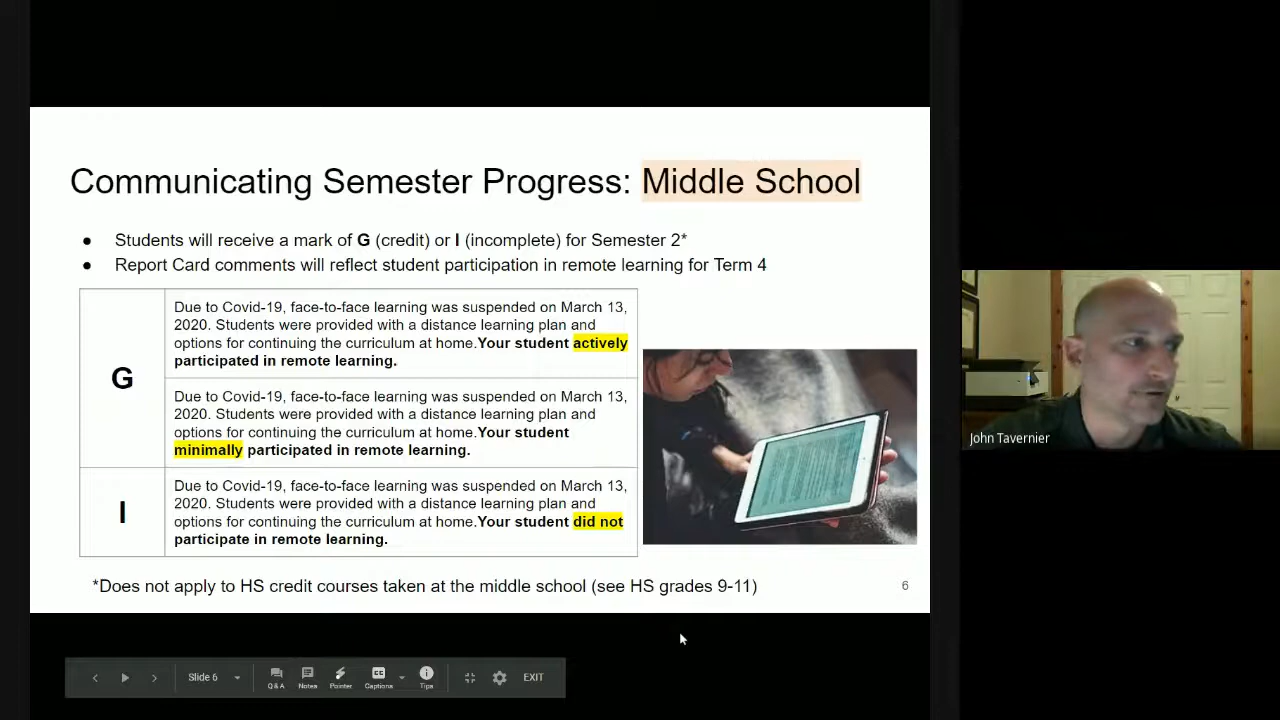 Communicating Semester Progress: Middle School
● Students will receive a mark of G (credit) or I (incomplete) for Semester 2*
● Report Card comments will reflect student participation in remote learning for Term 4
G
Due to Covid-19, face-to-face learning was suspended on March 13,
2020. Students were provided with a distance learning plan and
options for continuing the curriculum at home.Your student actively
participated in remote learning.
Due to Covid-19, face-to-face learning was suspended on March 13,
2020. Students were provided with a distance learning plan and
options for continuing the curriculum at home.Your student
minimally participated in remote learning.
I
Due to Covid-19, face-to-face learning was suspended on March 13,
2020. Students were provided with a distance learning plan and
options for continuing the curriculum at home.Your student did not
participate in remote learning.
*Does not apply to HS credit courses taken at the middle school (see HS grades 9-11)
6
John Tavernier
Slide 6
Q & A
Notes
Pointer
CC
Captions
Tips
EXIT